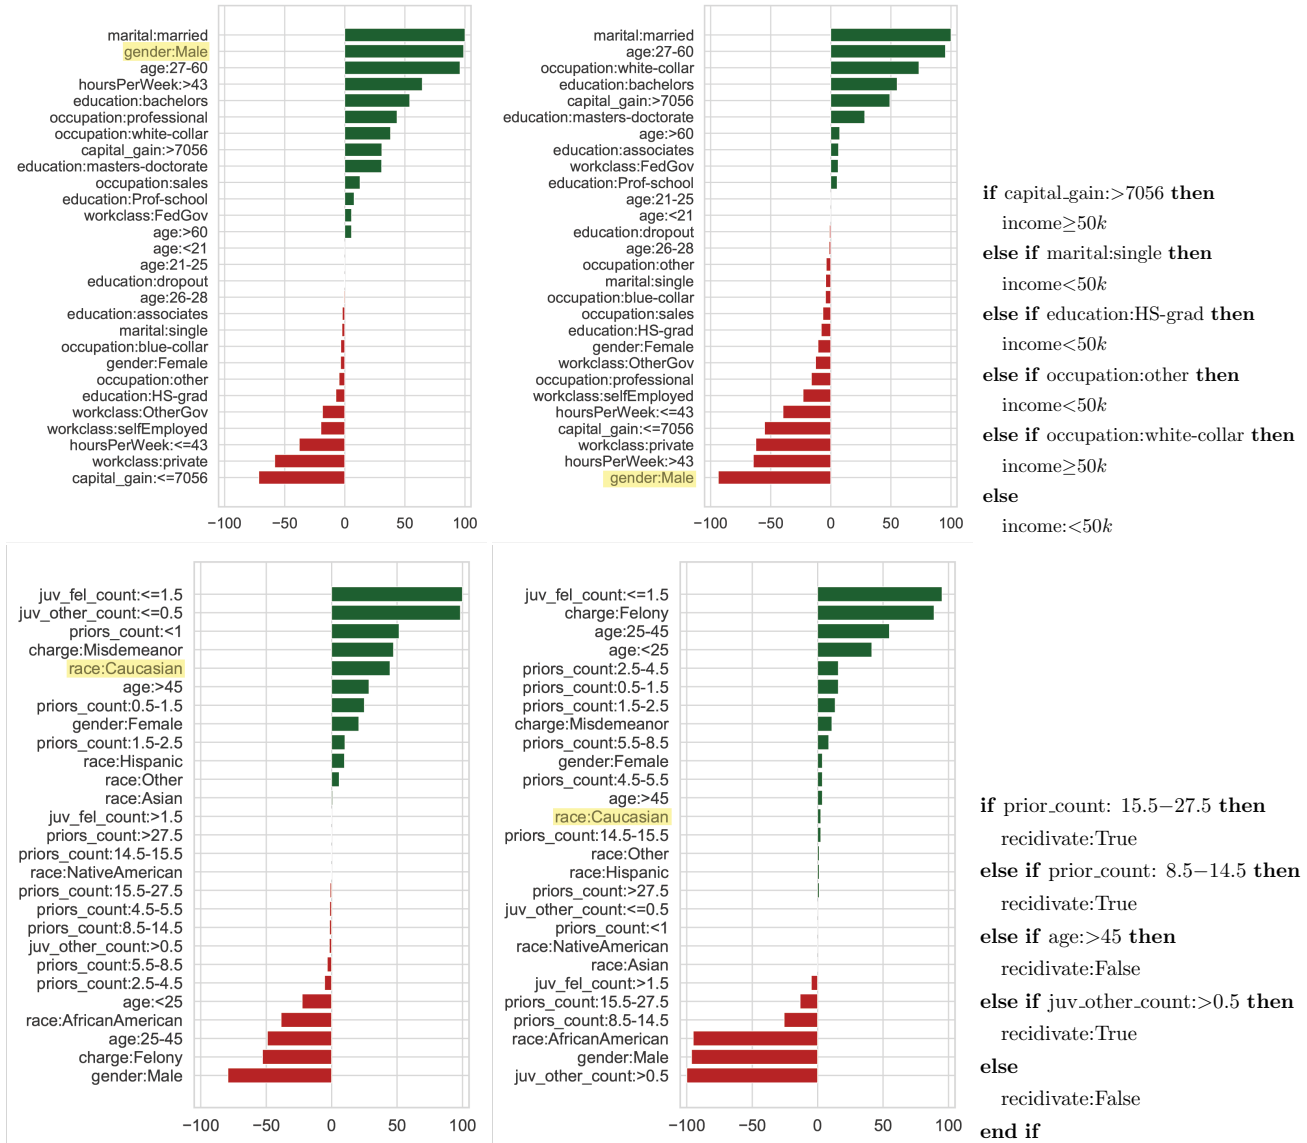 marital:married
gender:Male
age:27-60
hoursPerWeek:>43
education:bachelors
occupation:professional
occupation:white-collar
capital_gain:>7056
education:masters-doctorate
occupation:sales
education:Prof-school
workclass:FedGov
age:>60
age:<21
age:21-25
education:dropout
age:26-28
education:associates
marital:single
occupation:blue-collar
gender:Female
occupation:other
education:HS-grad
workclass:OtherGov
workclass:selfEmployed
hoursPerWeek:<=43
workclass:private
capital_gain:<=7056
−100 −50 0 50 100
marital:married
age:27-60
occupation:white-collar
education:bachelors
capital_gain:>7056
education:masters-doctorate
age:>60
education:associates
workclass:FedGov
education:Prof-school
age:21-25
age:<21
education:dropout
age:26-28
occupation:other
marital:single
occupation:blue-collar
occupation:sales
education:HS-grad
gender:Female
workclass:OtherGov
occupation:professional
workclass:selfEmployed
hoursPerWeek:<=43
capital_gain:<=7056
workclass:private
hoursPerWeek:>43
gender:Male
−100 −50 0 50 100
if capital_gain:>7056 then
income≥50k
else if marital:single then
income<50k
else if education:HS-grad then
income<50k
else if occupation:other then
income<50k
else if occupation:white-collar then
income≥50k
else
income:<50k
juv_fel_count:<=1.5
juv_other_count:<=0.5
priors_count:<1
charge:Misdemeanor
race:Caucasian
age:>45
priors_count:0.5-1.5
gender:Female
priors_count:1.5-2.5
race:Hispanic
race:Other
race:Asian
juv_fel_count:>1.5
priors_count:>27.5
priors_count:14.5-15.5
race:NativeAmerican
priors_count:15.5-27.5
priors_count:4.5-5.5
priors_count:8.5-14.5
juv_other_count:>0.5
priors_count:5.5-8.5
priors_count:2.5-4.5
age:<25
race:AfricanAmerican
age:25-45
charge:Felony
gender:Male
−100 −50 0 50 100
juv_fel_count:<=1.5
charge:Felony
age:25-45
age:<25
priors_count:2.5-4.5
priors_count:0.5-1.5
priors_count:1.5-2.5
charge:Misdemeanor
priors_count:5.5-8.5
gender:Female
priors_count:4.5-5.5
age:>45
race:Caucasian
priors_count:14.5-15.5
race:Other
race:Hispanic
priors_count:>27.5
juv_other_count:<=0.5
priors_count:<1
race:NativeAmerican
race:Asian
juv_fel_count:>1.5
priors_count:15.5-27.5
priors_count:8.5-14.5
race:AfricanAmerican
gender:Male
juv_other_count:>0.5
−100 −50 0 50 100
if prior_count: 15.5−27.5 then
recidivate:True
else if prior_count: 8.5−14.5 then
recidivate:True
else if age:>45 then
recidivate:False
else if juv_other_count:>0.5 then
recidivate:True
else
recidivate:False
end if